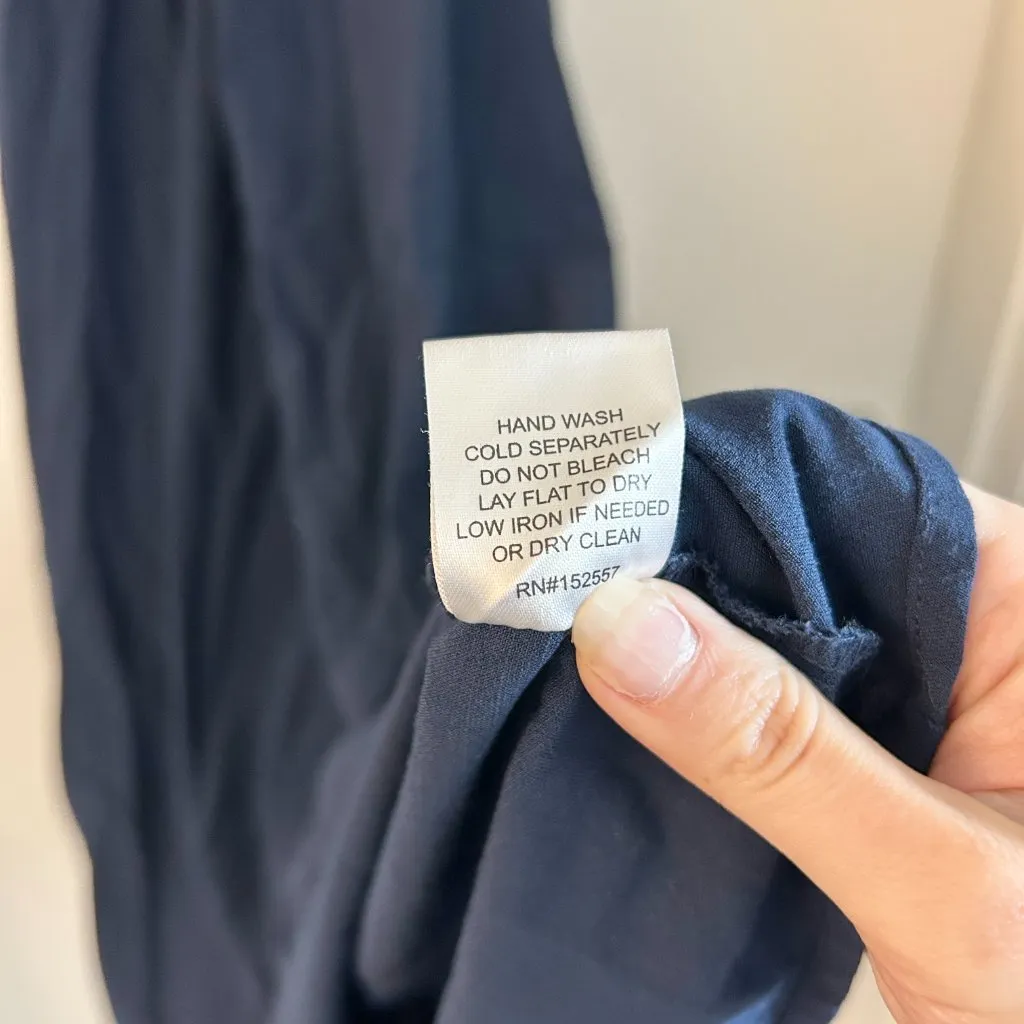 HAND WASH
COLD SEPARATELY
DO NOT BLEACH
LAY FLAT TO DRY
LOW IRON IF NEEDED
OR DRY CLEAN
RN#152557